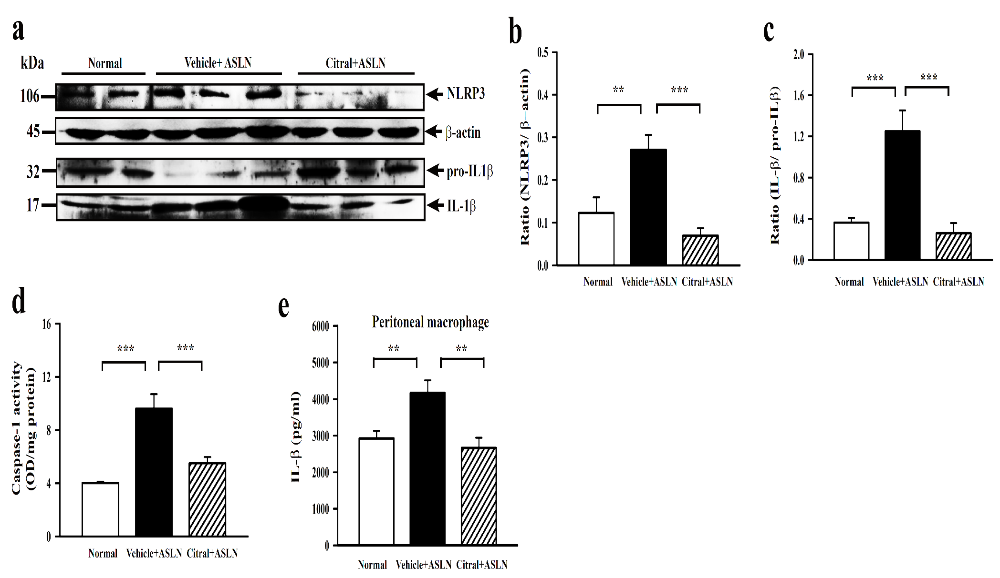 a
kDa
Normal
Vehicle+ ASLN
Citral+ASLN
106
NLRP3
45
β-actin
32
pro-IL1β
17
IL-1β
b
Ratio (NLRP3/ β-actin)
0.5
0.4
0.3
0.2
0.1
0.0
**
***
Normal
Vehicle+ASLN
Citral+ASLN
c
Ratio (IL-β/ pro-ILβ)
2.0
1.6
1.2
0.8
0.4
0.0
***
***
Normal
Vehicle+ASLN
Citral+ASLN
d
Caspase-1 activity
(OD/mg protein)
16
12
8
4
0
***
***
Normal
Vehicle+ASLN
Citral+ASLN
e
Peritoneal macrophage
IL-β (pg/ml)
6000
5000
4000
3000
2000
1000
0
**
**
Normal
Vehicle+ASLN
Citral+ASLN